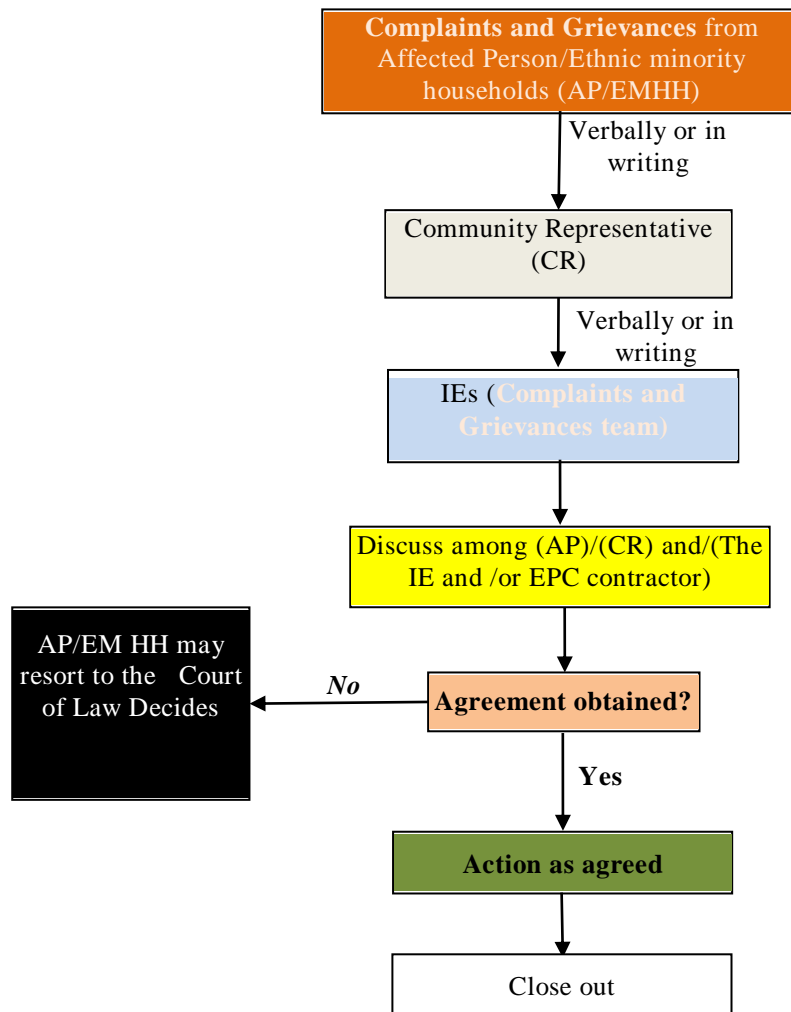 Complaints and Grievances from
Affected Person/Ethnic minority
households (AP/EMHH)
Verbally or in
writing
Community Representative
(CR)
Verbally or in
writing
IEs (Complaints and
Grievances team)
Discuss among (AP)/(CR) and/(The
IE and /or EPC contractor)
AP/EM HH may
resort to the Court
of Law Decides
No
Agreement obtained?
Yes
Action as agreed
Close out